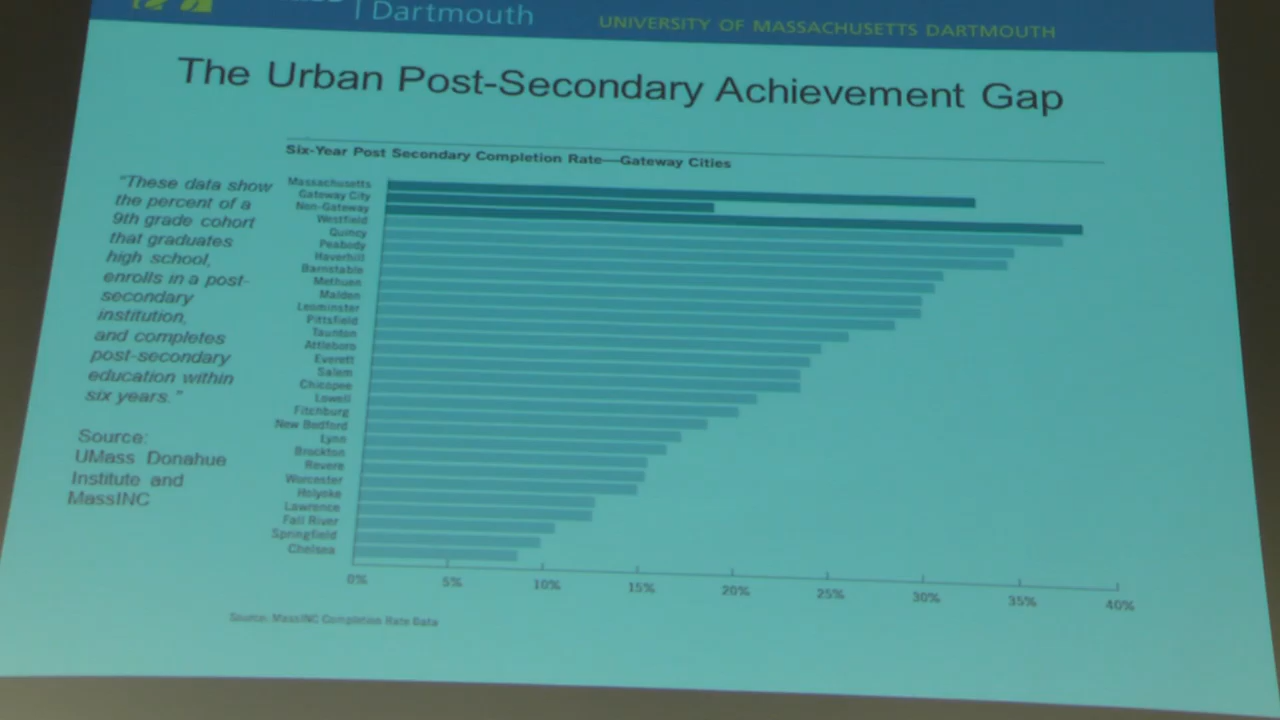 Dartmouth
UNIVERSITY OF MASSACHUSETTS DARTMOUTH
The Urban Post-Secondary Achievement Gap
Six-Year Post Secondary Completion Rate—Gateway Cities
"These data show
the percent of a
9th grade cohort
that graduates
high school,
enrolls in a post-
secondary
institution,
and completes
post-secondary
education within
six years."
Source:
UMass Donahue
Institute and
MassINC
Massachusetts
Gateway City
Non-Gateway
Westfield
Quincy
Peabody
Haverhill
Barnstable
Methuen
Malden
Leominster
Pittsfield
Taunton
Attleboro
Everett
Salem
Chicopee
Lowell
Fitchburg
New Bedford
Lynn
Brockton
Revere
Worcester
Holyoke
Lawrence
Fall River
Springfield
Chelsea
0% 5% 10% 15% 20% 25% 30% 35% 40%
Source: MassINC Completion Rate Data